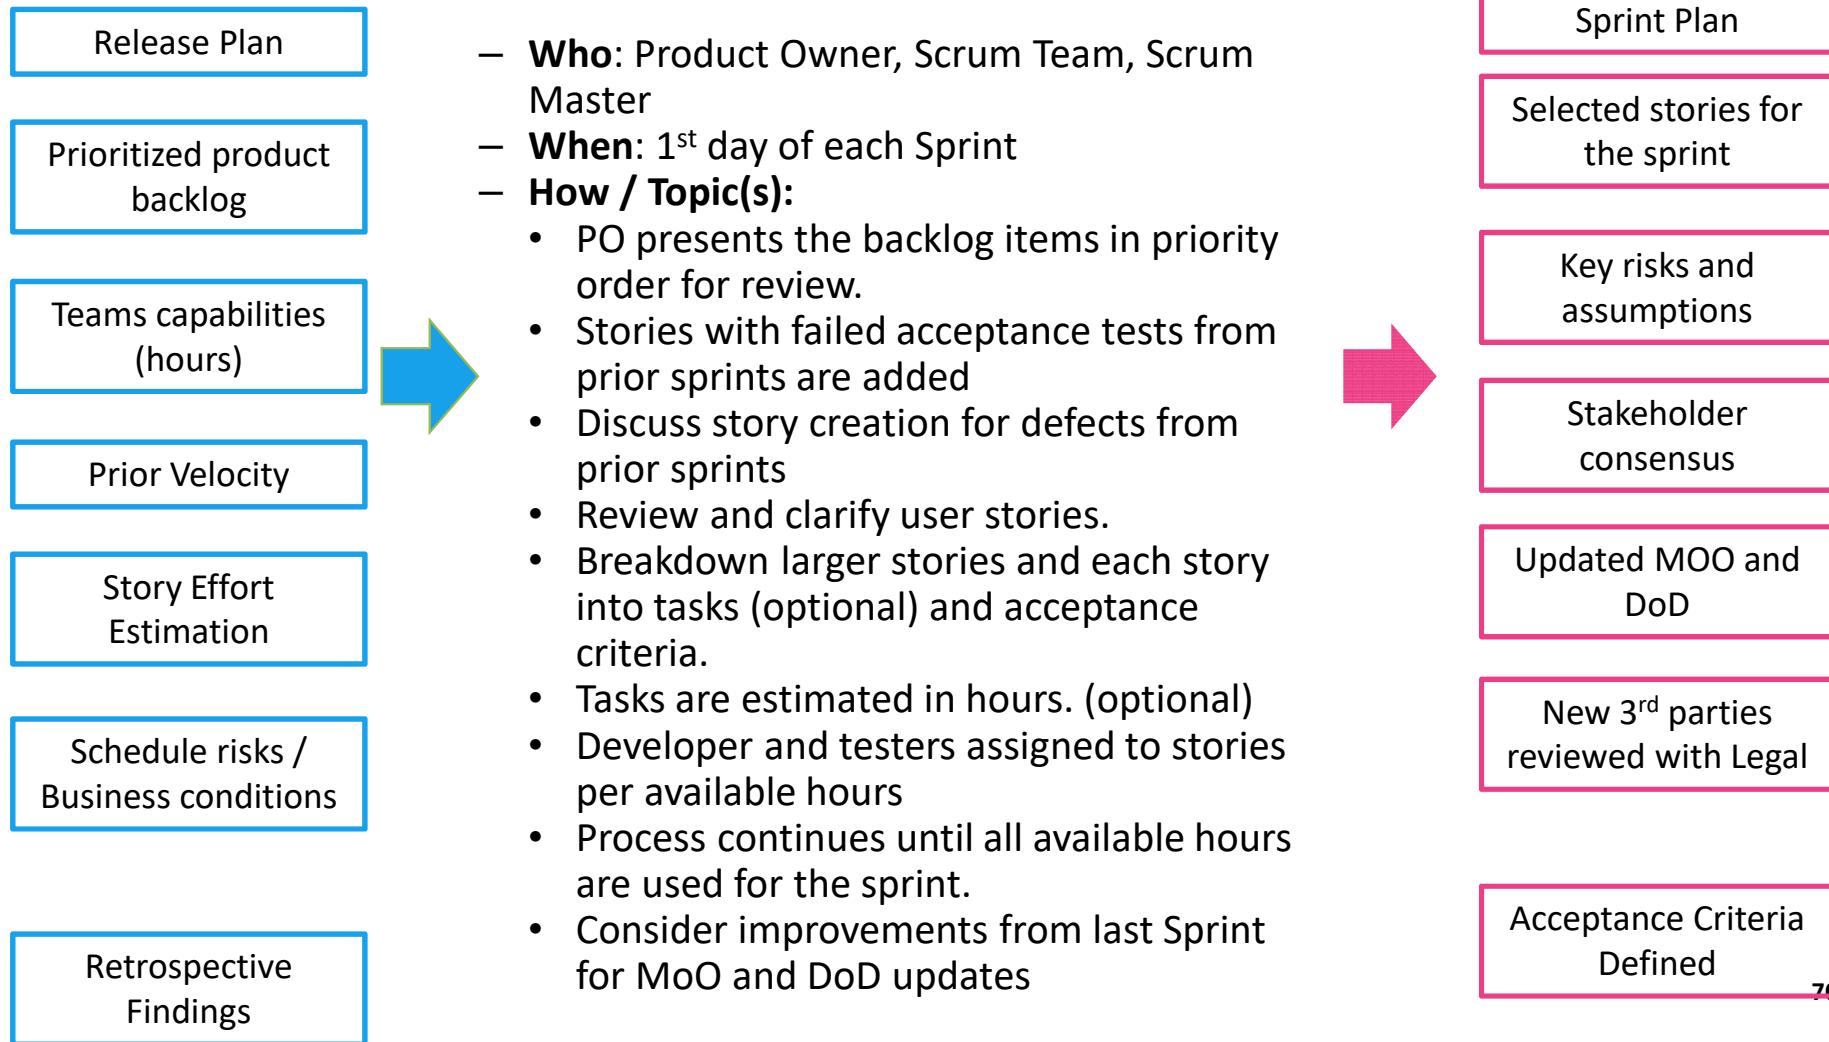 Release Plan
Prioritized product
backlog
Teams capabilities
(hours)
Prior Velocity
Story Effort
Estimation
Schedule risks /
Business conditions
Retrospective
Findings
– Who: Product Owner, Scrum Team, Scrum
Master
– When: 1st day of each Sprint
– How / Topic(s):
• PO presents the backlog items in priority
order for review.
• Stories with failed acceptance tests from
prior sprints are added
• Discuss story creation for defects from
prior sprints
• Review and clarify user stories.
• Breakdown larger stories and each story
into tasks (optional) and acceptance
criteria.
• Tasks are estimated in hours. (optional)
• Developer and testers assigned to stories
per available hours
• Process continues until all available hours
are used for the sprint.
• Consider improvements from last Sprint
for MoO and DoD updates
Sprint Plan
Selected stories for
the sprint
Key risks and
assumptions
Stakeholder
consensus
Updated MOO and
DoD
New 3rd parties
reviewed with Legal
Acceptance Criteria
Defined